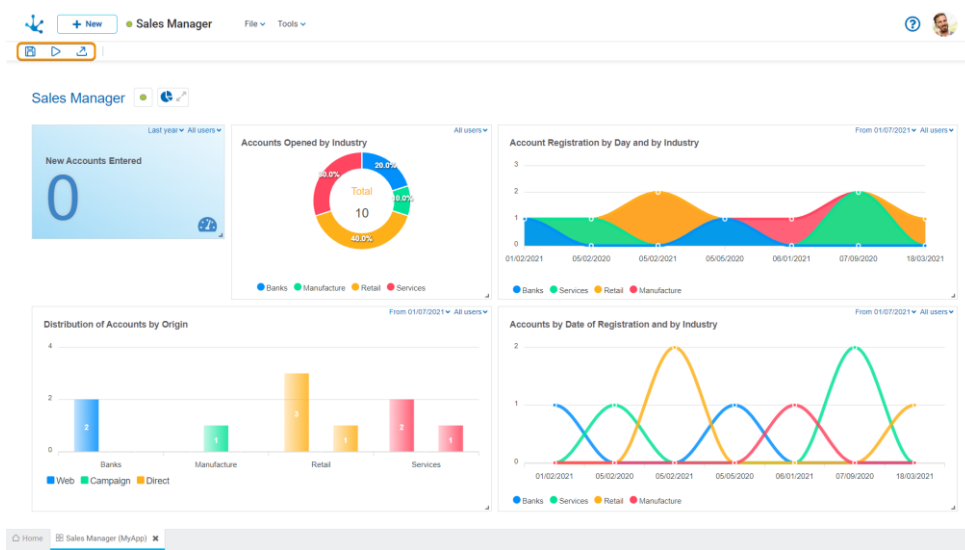 New
Sales Manager
File
Tools
?
Sales Manager
Last year All users
New Accounts Entered
0
All users
Accounts Opened by Industry
20.0%
10.0%
40.0%
Total
10
Banks Manufacture Retail Services
From 01/07/2021 All users
Account Registration by Day and by Industry
3
2
1
0
01/02/2021 05/02/2020 05/02/2021 05/05/2020 06/01/2021 07/09/2020 18/03/2021
Banks Services Retail Manufacture
From 01/07/2021 All users
Distribution of Accounts by Origin
4
2
0
2
1
3
1
2
1
Banks Manufacture Retail Services
Web Campaign Direct
From 01/07/2021 All users
Accounts by Date of Registration and by Industry
2
1
0
01/02/2021 05/02/2020 05/02/2021 05/05/2020 06/01/2021 07/09/2020 18/03/2021
Banks Services Retail Manufacture
Home
Sales Manager (MyApp)